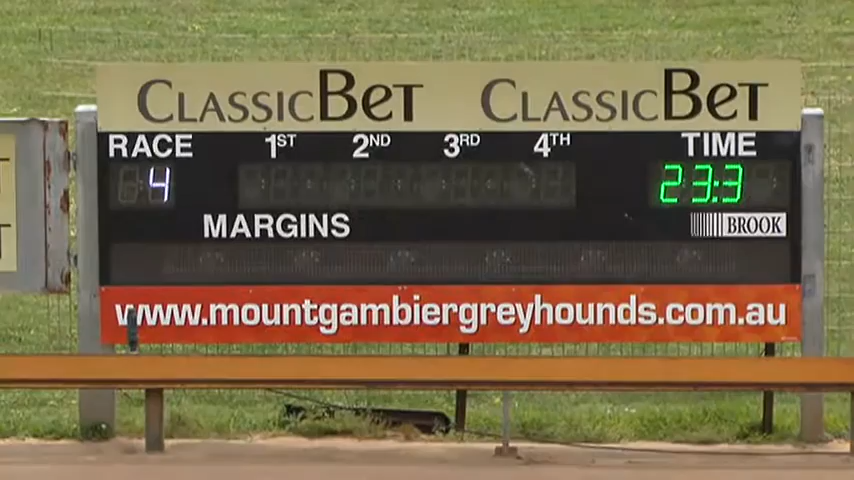 CLASSICBET CLASSICBET
RACE 1ST 2ND 3RD 4TH TIME
4 23:3
MARGINS BROOK
www.mountgambiergreyhounds.com.au